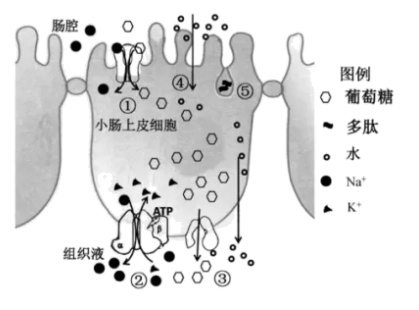 肠腔
④
⑤
①
小肠上皮细胞
ATP
α
β
组织液
②
③
图例
葡萄糖
多肽
水
Na⁺
K⁺